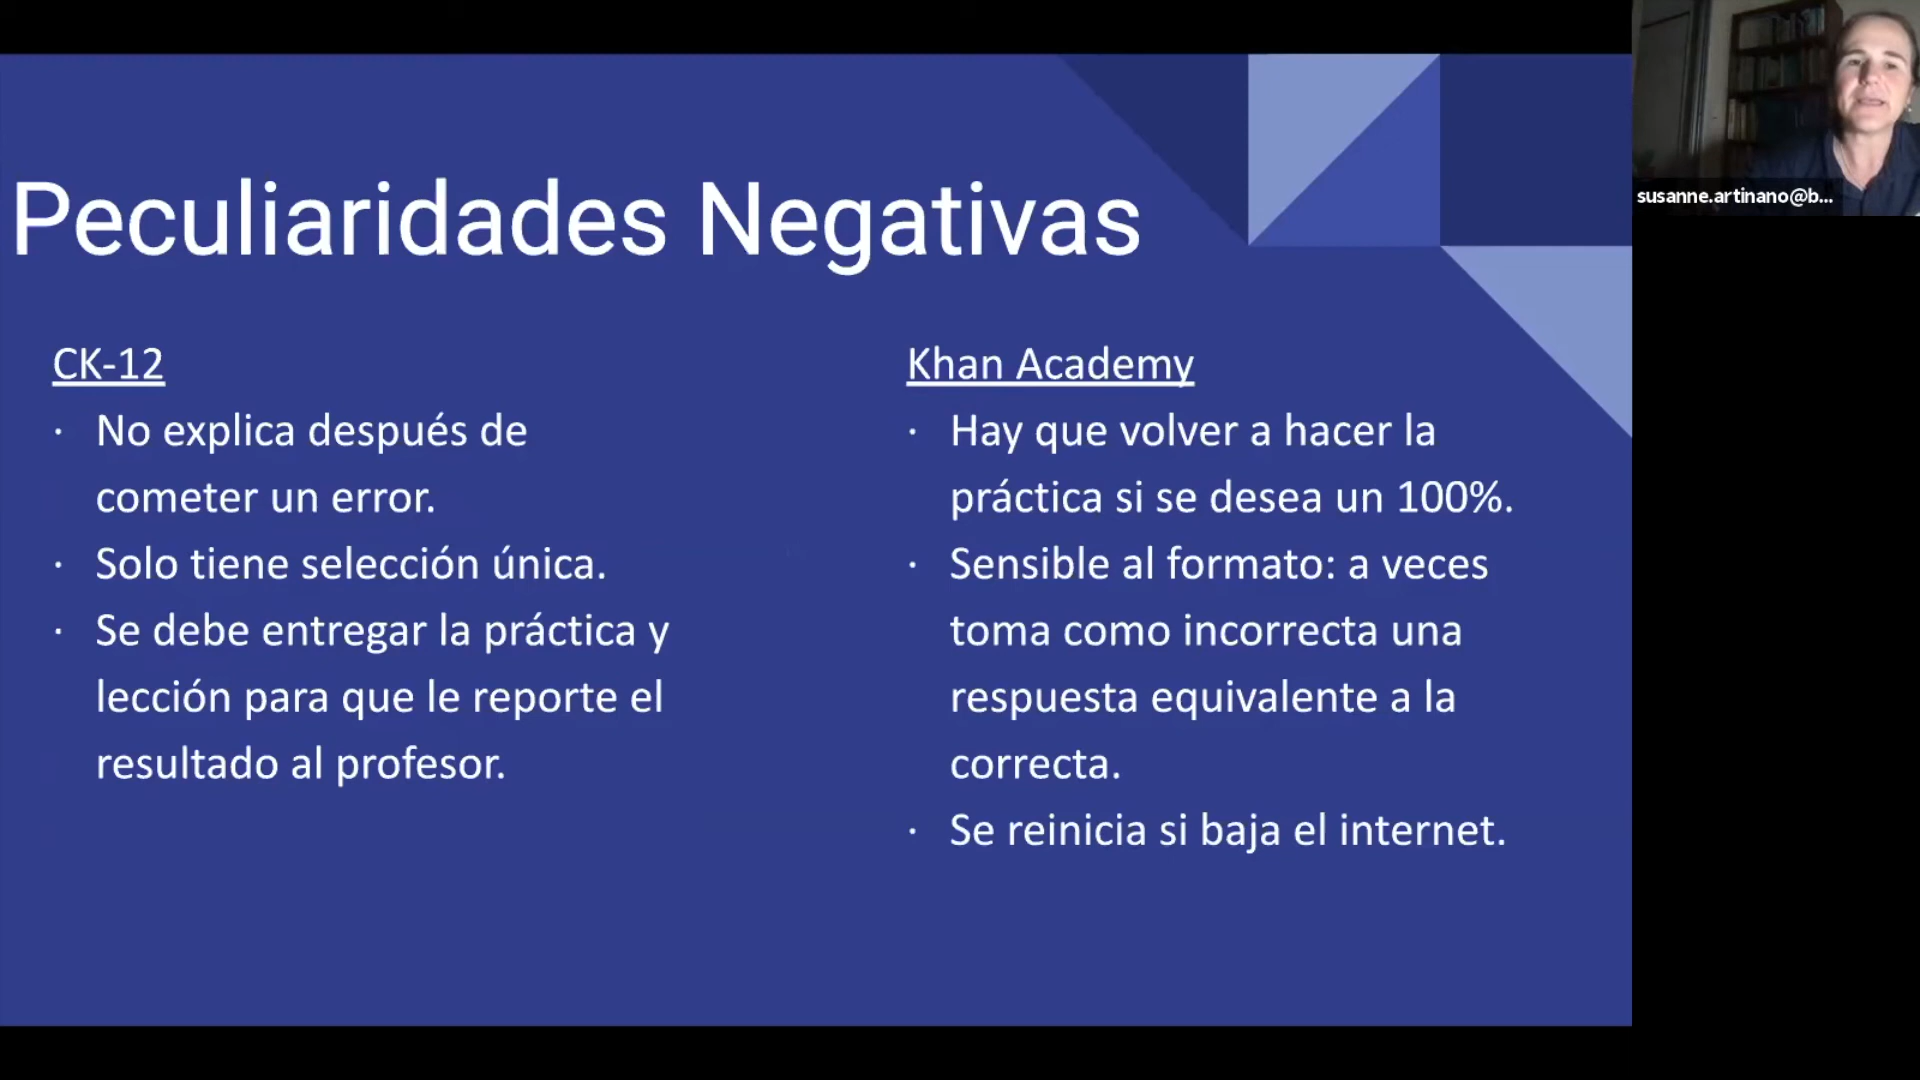 Peculiaridades Negativas
CK-12
· No explica después de
cometer un error.
· Solo tiene selección única.
· Se debe entregar la práctica y
lección para que le reporte el
resultado al profesor.
Khan Academy
· Hay que volver a hacer la
práctica si se desea un 100%.
· Sensible al formato: a veces
toma como incorrecta una
respuesta equivalente a la
correcta.
· Se reinicia si baja el internet.
susanne.artinano@b...